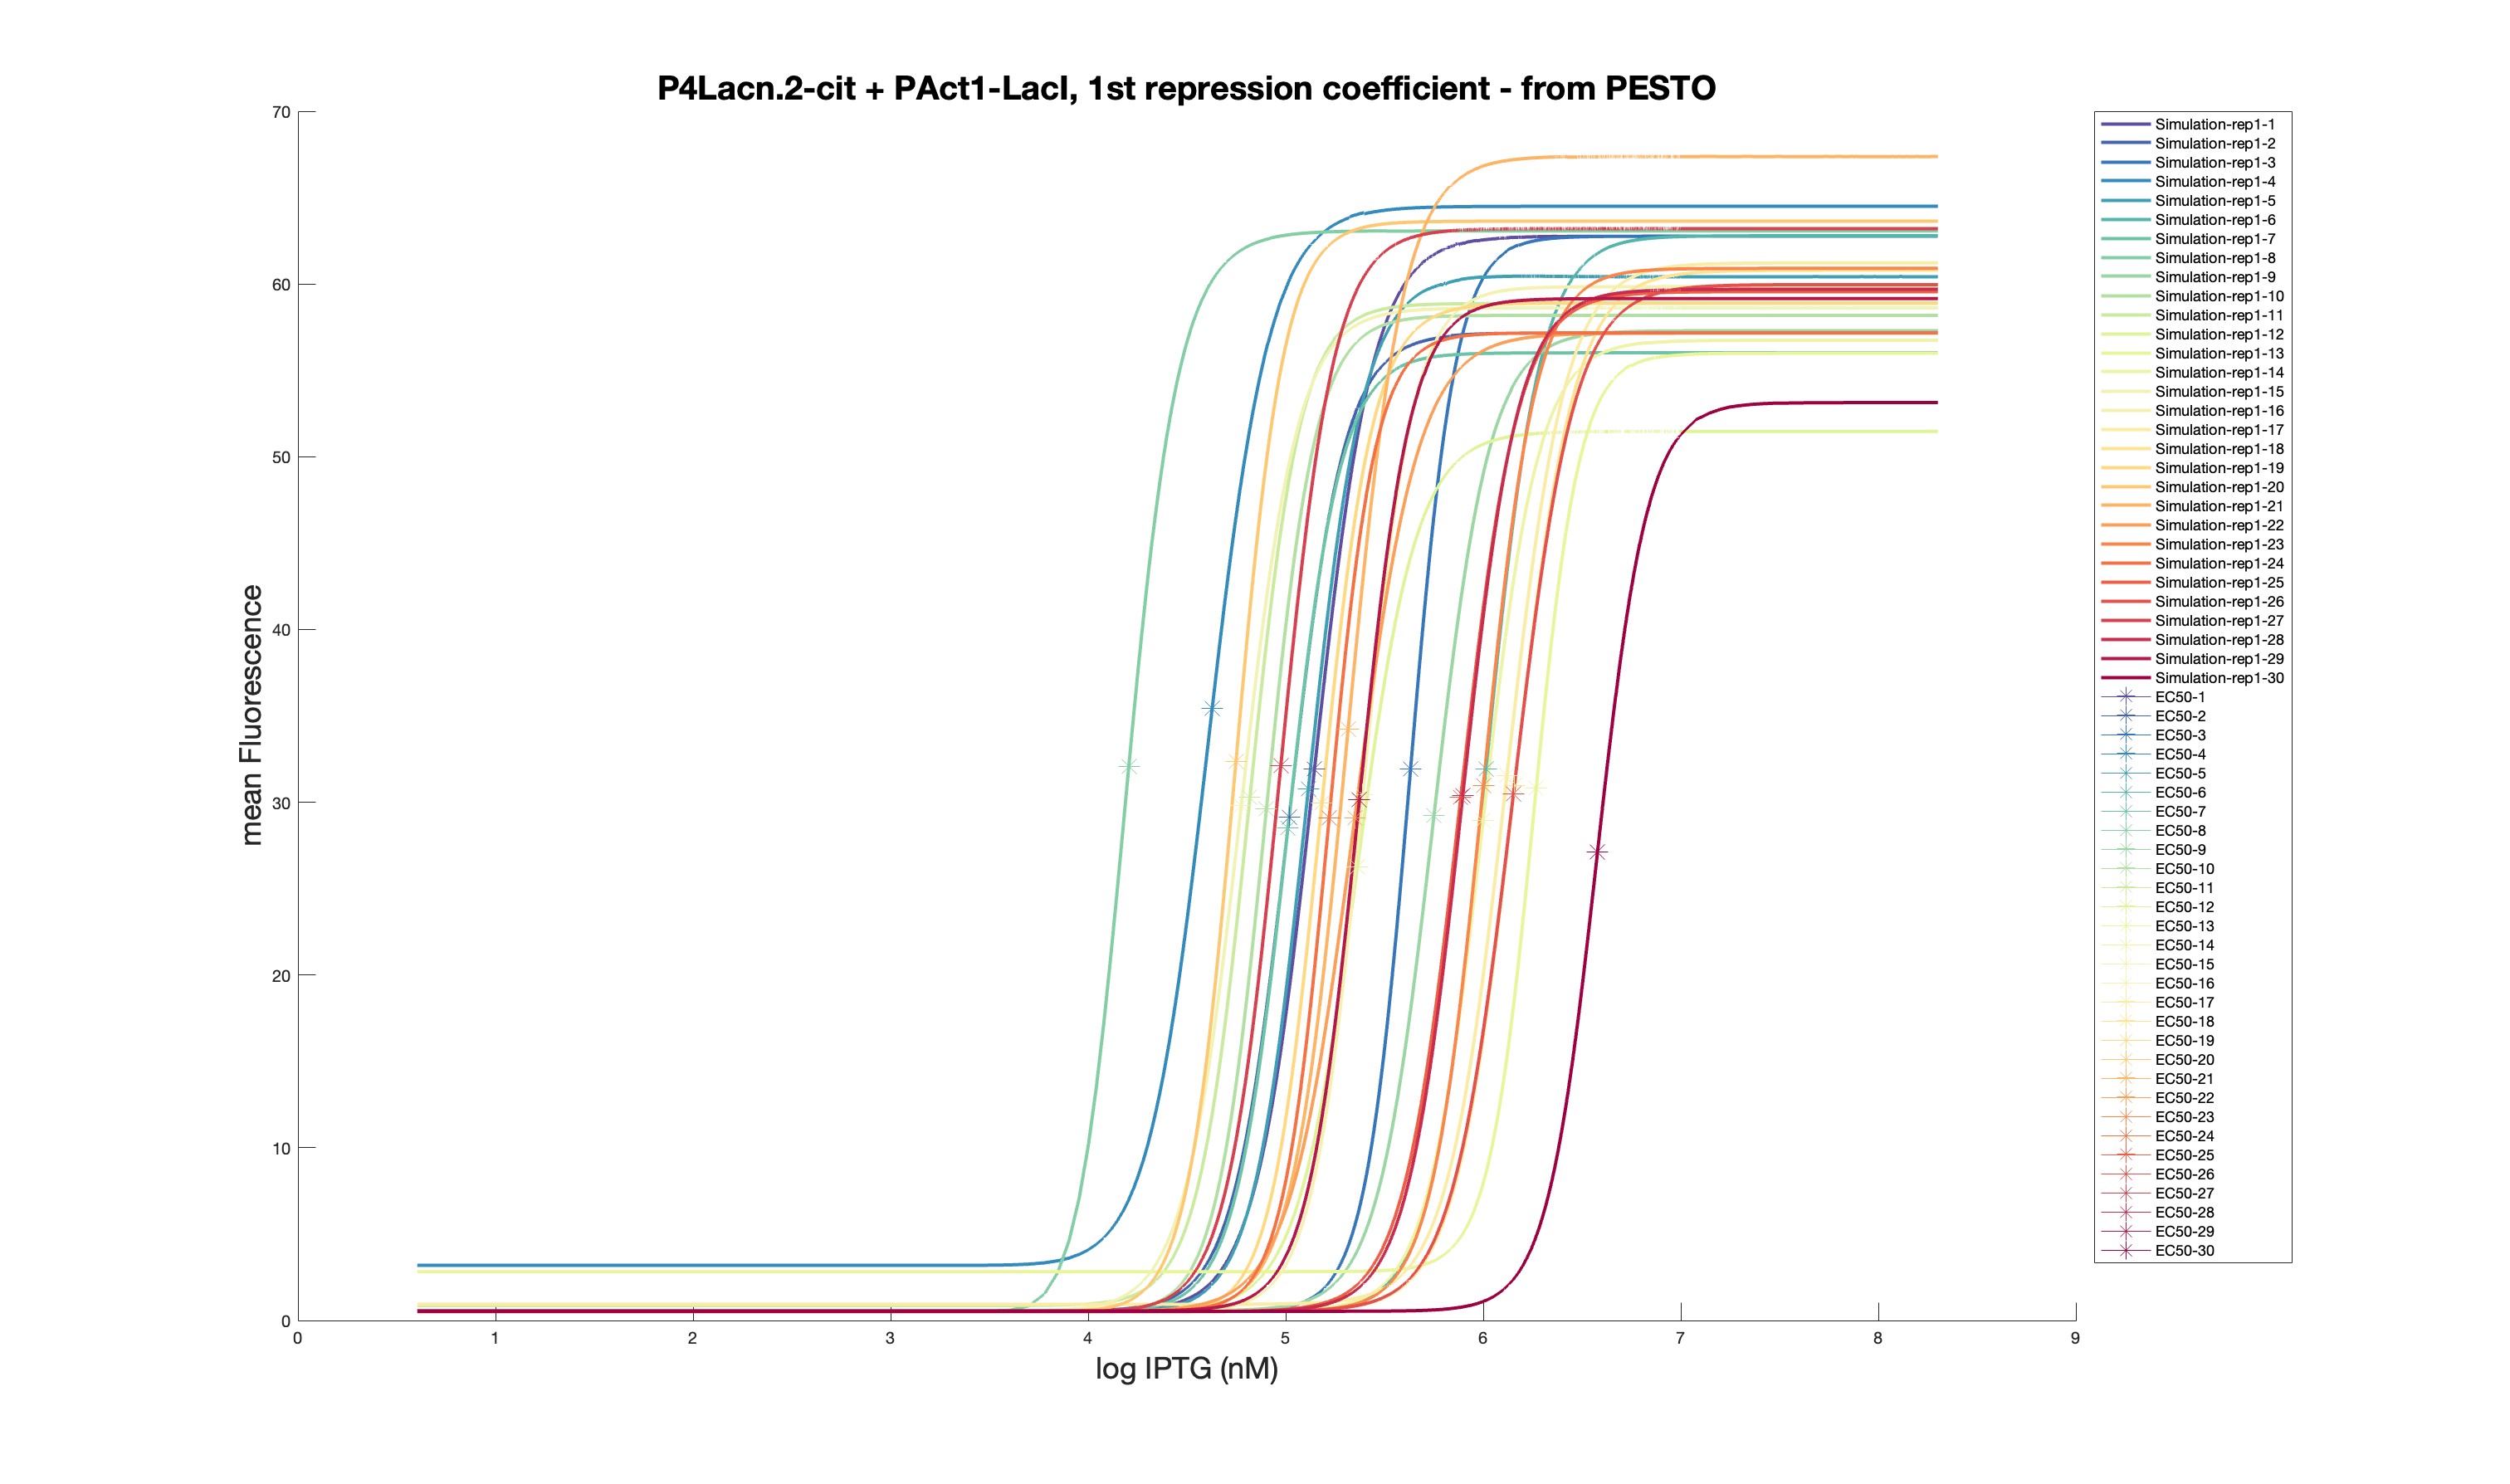 P4Lacn.2-cit + PAct1-LacI, 1st repression coefficient - from PESTO
70
60
50
40
30
20
10
0
mean Fluorescence
0 1 2 3 4 5 6 7 8 9
log IPTG (nM)
Simulation-rep1-1
Simulation-rep1-2
Simulation-rep1-3
Simulation-rep1-4
Simulation-rep1-5
Simulation-rep1-6
Simulation-rep1-7
Simulation-rep1-8
Simulation-rep1-9
Simulation-rep1-10
Simulation-rep1-11
Simulation-rep1-12
Simulation-rep1-13
Simulation-rep1-14
Simulation-rep1-15
Simulation-rep1-16
Simulation-rep1-17
Simulation-rep1-18
Simulation-rep1-19
Simulation-rep1-20
Simulation-rep1-21
Simulation-rep1-22
Simulation-rep1-23
Simulation-rep1-24
Simulation-rep1-25
Simulation-rep1-26
Simulation-rep1-27
Simulation-rep1-28
Simulation-rep1-29
Simulation-rep1-30
EC50-1
EC50-2
EC50-3
EC50-4
EC50-5
EC50-6
EC50-7
EC50-8
EC50-9
EC50-10
EC50-11
EC50-12
EC50-13
EC50-14
EC50-15
EC50-16
EC50-17
EC50-18
EC50-19
EC50-20
EC50-21
EC50-22
EC50-23
EC50-24
EC50-25
EC50-26
EC50-27
EC50-28
EC50-29
EC50-30